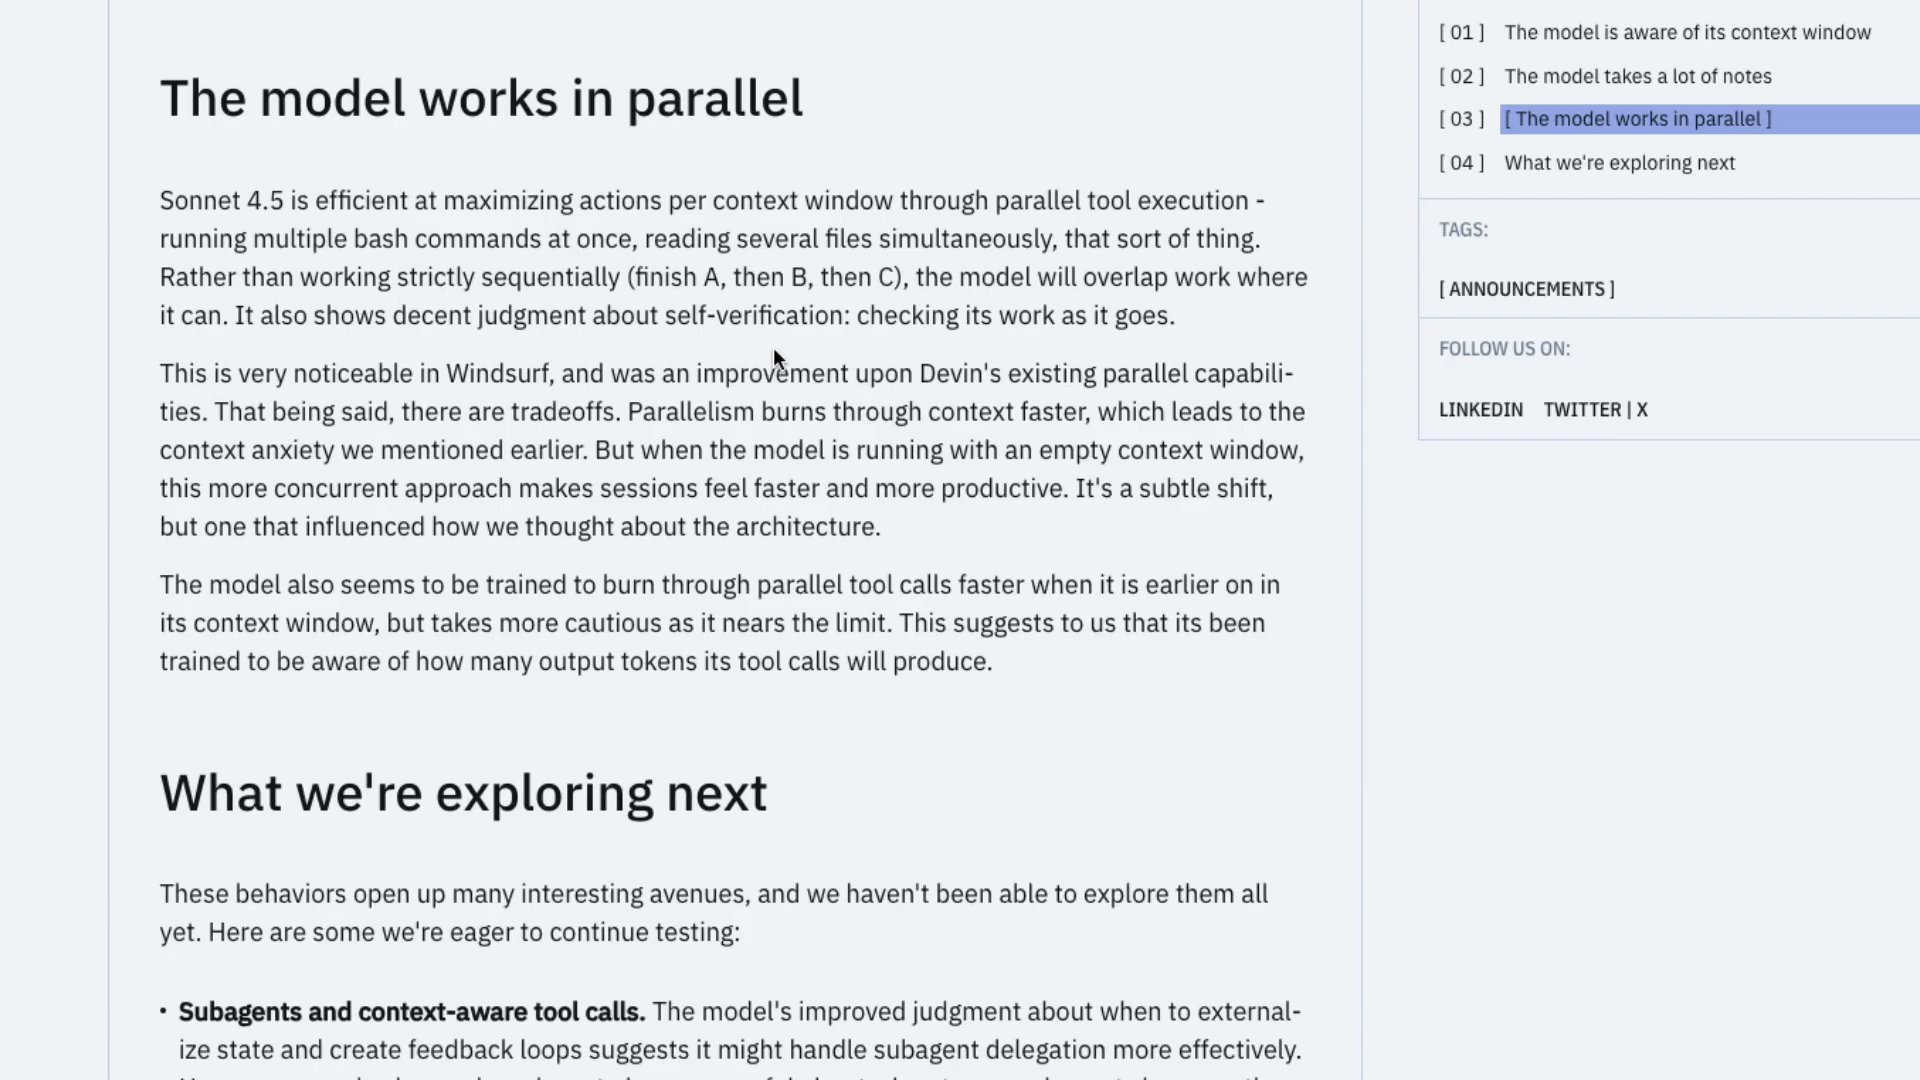 The model works in parallel
Sonnet 4.5 is efficient at maximizing actions per context window through parallel tool execution -
running multiple bash commands at once, reading several files simultaneously, that sort of thing.
Rather than working strictly sequentially (finish A, then B, then C), the model will overlap work where
it can. It also shows decent judgment about self-verification: checking its work as it goes.
This is very noticeable in Windsurf, and was an improvement upon Devin's existing parallel capabili-
ties. That being said, there are tradeoffs. Parallelism burns through context faster, which leads to the
context anxiety we mentioned earlier. But when the model is running with an empty context window,
this more concurrent approach makes sessions feel faster and more productive. It's a subtle shift,
but one that influenced how we thought about the architecture.
The model also seems to be trained to burn through parallel tool calls faster when it is earlier on in
its context window, but takes more cautious as it nears the limit. This suggests to us that its been
trained to be aware of how many output tokens its tool calls will produce.
What we're exploring next
These behaviors open up many interesting avenues, and we haven't been able to explore them all
yet. Here are some we're eager to continue testing:
• Subagents and context-aware tool calls. The model's improved judgment about when to external-
ize state and create feedback loops suggests it might handle subagent delegation more effectively.
[ 01 ] The model is aware of its context window
[ 02 ] The model takes a lot of notes
[ 03 ] [ The model works in parallel ]
[ 04 ] What we're exploring next
TAGS:
[ ANNOUNCEMENTS ]
FOLLOW US ON:
LINKEDIN TWITTER | X